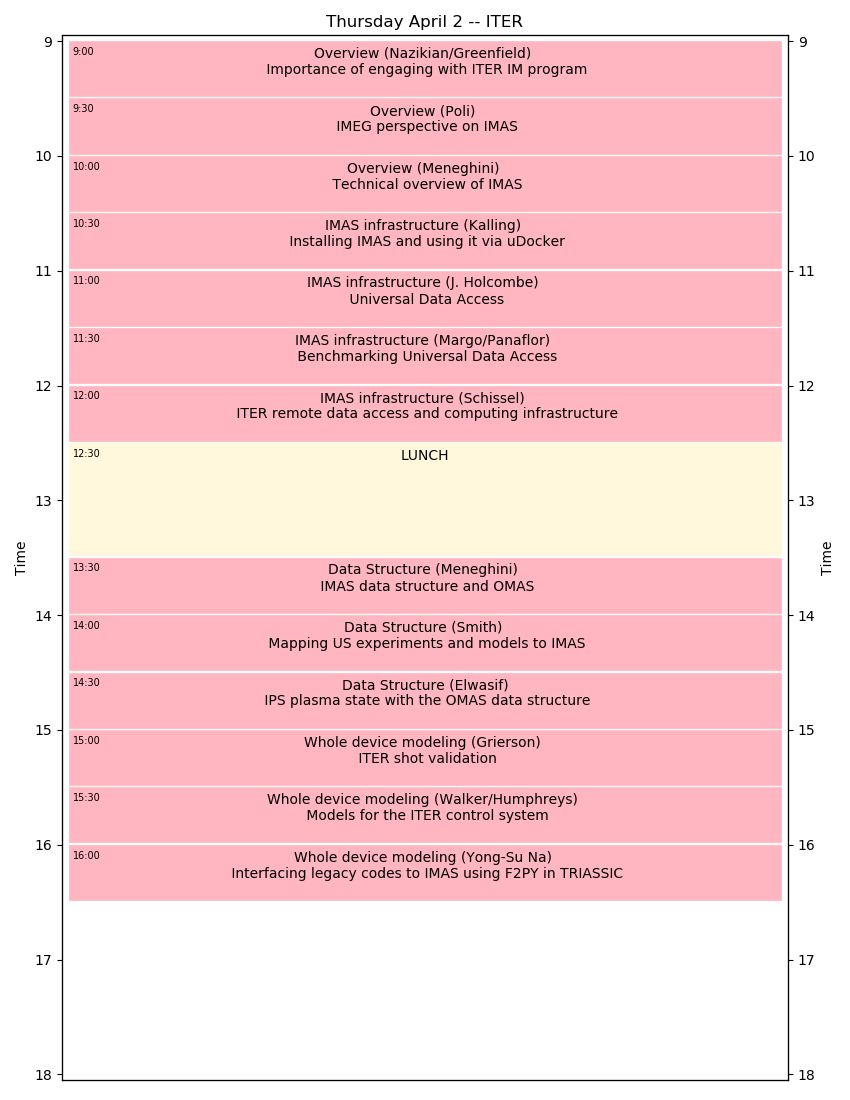 Thursday April 2 -- ITER
9
9
9:00
Overview (Nazikian/Greenfield)
Importance of engaging with ITER IM program
9:30
Overview (Poli)
IMEG perspective on IMAS
10
10
10:00
Overview (Meneghini)
Technical overview of IMAS
10:30
IMAS infrastructure (Kalling)
Installing IMAS and using it via uDocker
11
11
11:00
IMAS infrastructure (J. Holcombe)
Universal Data Access
11:30
IMAS infrastructure (Margo/Panaflor)
Benchmarking Universal Data Access
12
12
12:00
IMAS infrastructure (Schissel)
ITER remote data access and computing infrastructure
12:30
LUNCH
13
13
Time
Time
13:30
Data Structure (Meneghini)
IMAS data structure and OMAS
14
14
14:00
Data Structure (Smith)
Mapping US experiments and models to IMAS
14:30
Data Structure (Elwasif)
IPS plasma state with the OMAS data structure
15
15
15:00
Whole device modeling (Grierson)
ITER shot validation
15:30
Whole device modeling (Walker/Humphreys)
Models for the ITER control system
16
16
16:00
Whole device modeling (Yong-Su Na)
Interfacing legacy codes to IMAS using F2PY in TRIASSIC
17
17
18
18